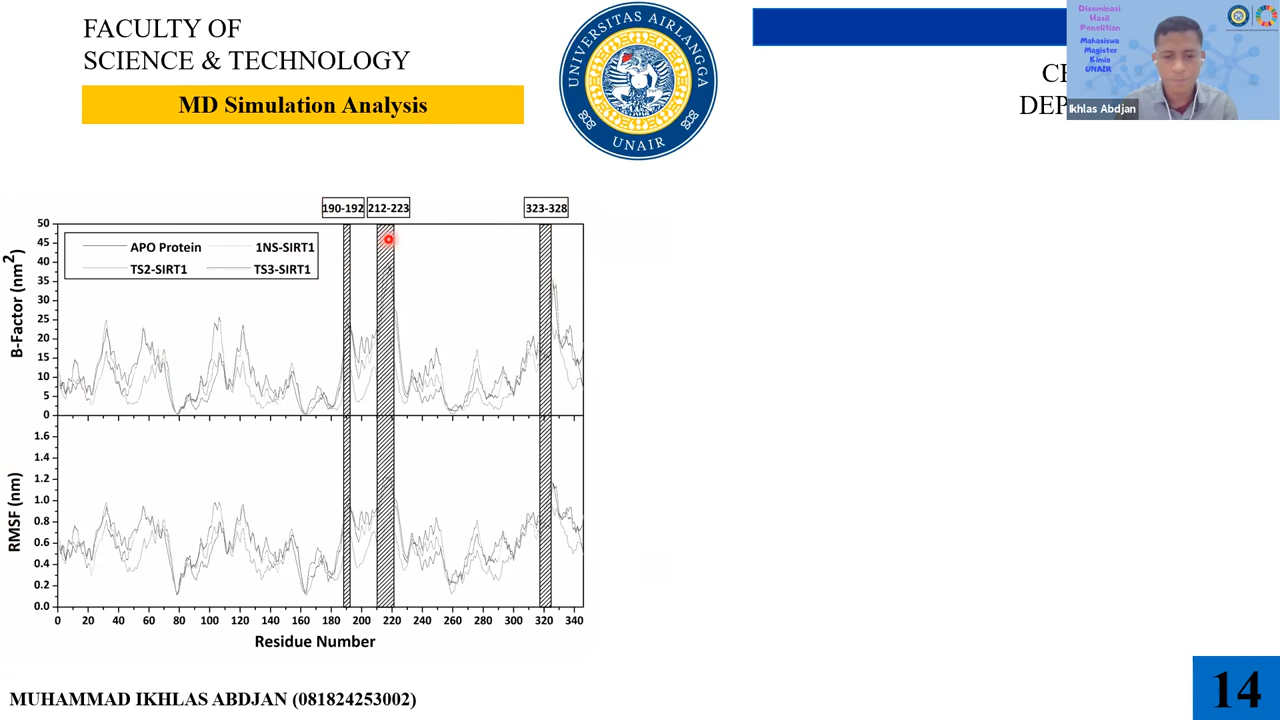 FACULTY OF
SCIENCE & TECHNOLOGY
MD Simulation Analysis
UNIVERSITAS AIRLANGGA
UNAIR
Diseminasi
Hasil
Penelitian
Mahasiswa
Magister
Kimia
UNAIR
Ikhlas Abdjan
190-192
212-223
323-328
B-Factor (nm²)
50
45
40
35
30
25
20
15
10
5
0
APO Protein
1NS-SIRT1
TS2-SIRT1
TS3-SIRT1
RMSF (nm)
1.6
1.4
1.2
1.0
0.8
0.6
0.4
0.2
0.0
0 20 40 60 80 100 120 140 160 180 200 220 240 260 280 300 320 340
Residue Number
MUHAMMAD IKHLAS ABDJAN (081824253002)
14